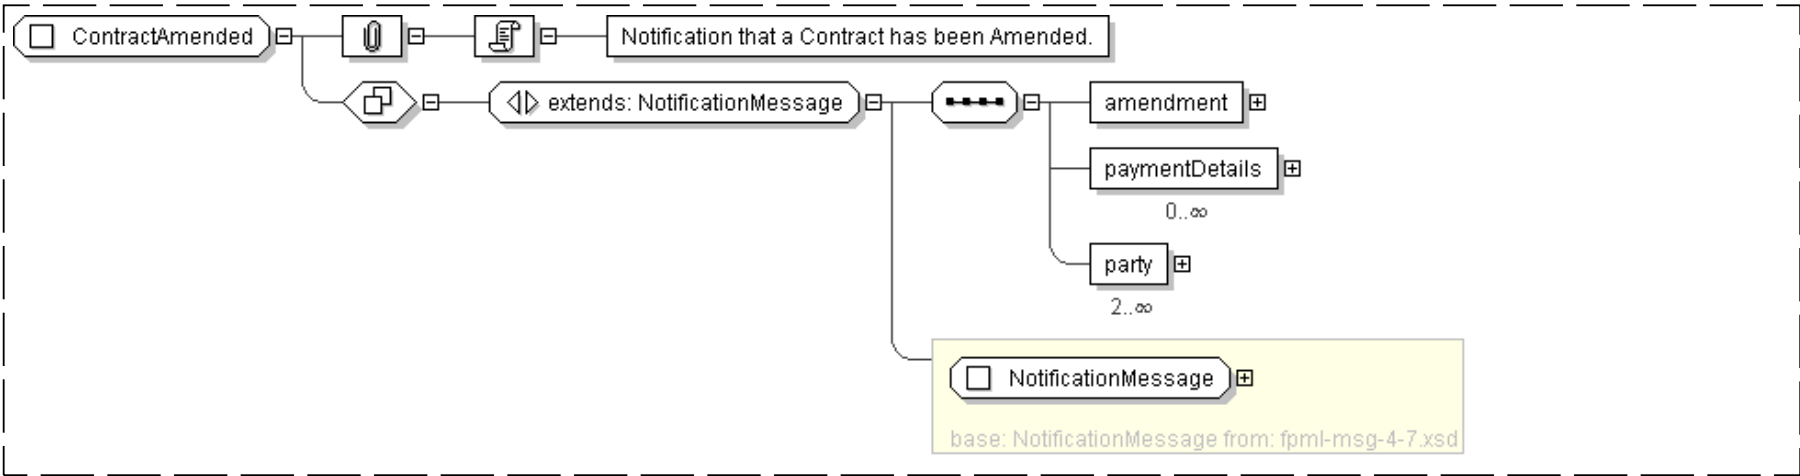 ContractAmended
Notification that a Contract has been Amended.
extends: NotificationMessage
amendment
paymentDetails
0..∞
party
2..∞
NotificationMessage
base: NotificationMessage from: fpml-msg-4-7.xsd